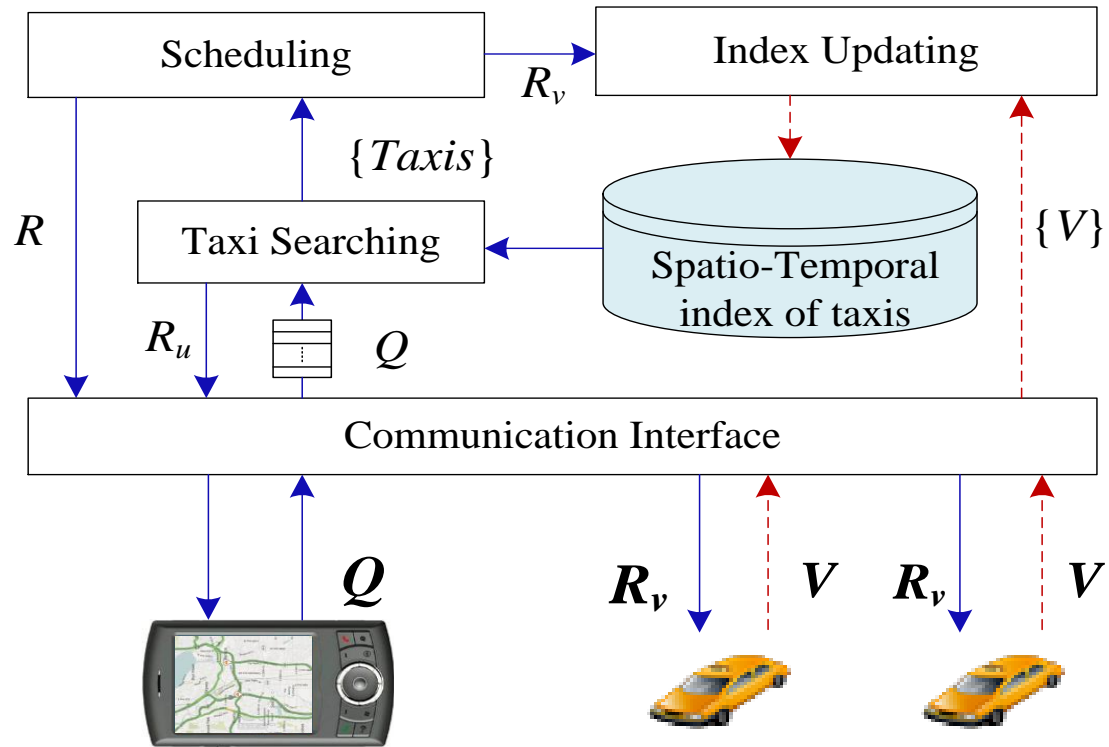 Scheduling
Index Updating
R_v
{Taxis}
R
Taxi Searching
{V}
Spatio-Temporal
index of taxis
R_u
Q
Communication Interface
Q
R_v
V
R_v
V